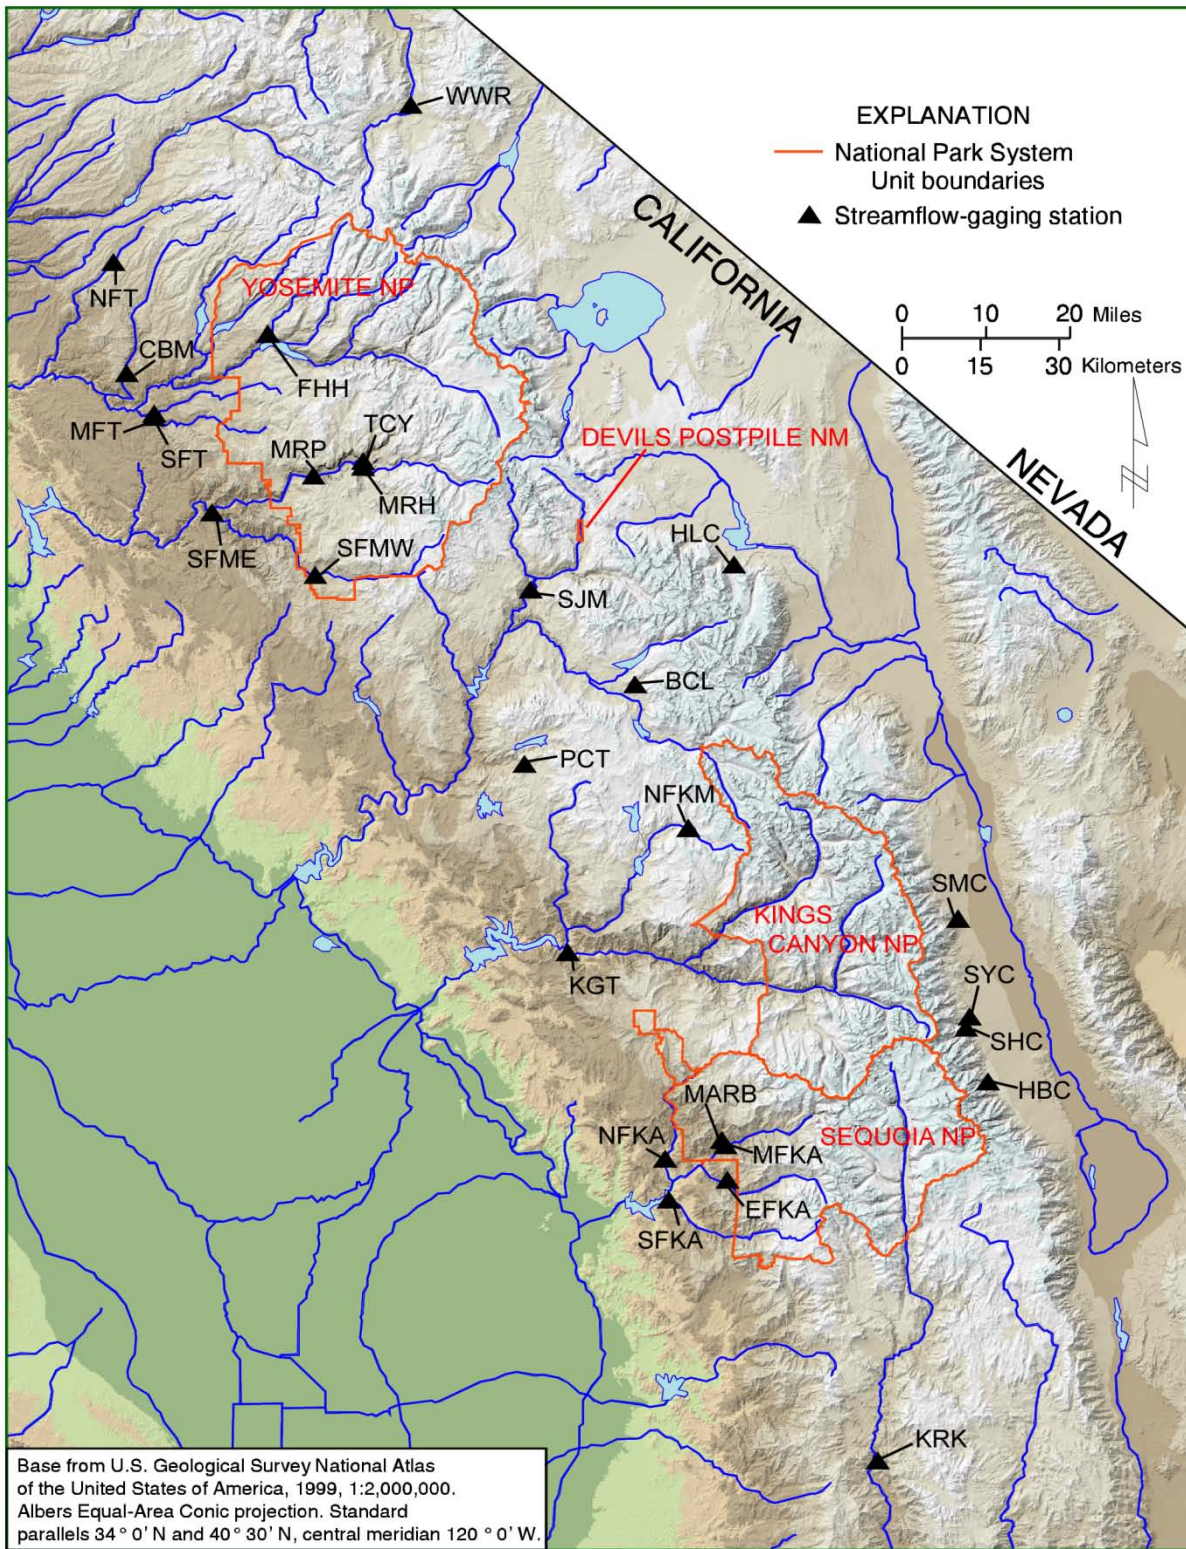 WWR
EXPLANATION
National Park System
Unit boundaries
Streamflow-gaging station
CALIFORNIA
NEVADA
0 10 20 Miles
0 15 30 Kilometers
N
NFT
YOSEMITE NP
CBM
FHH
MFT
SFT
TCY
MRP
MRH
DEVILS POSTPILE NM
SFME
SFMW
HLC
SJM
BCL
PCT
NFKM
SMC
KINGS
CANYON NP
KGT
SYC
SHC
HBC
MARB
NFKA
MFKA
SEQUOIA NP
EFKA
SFKA
KRK
Base from U.S. Geological Survey National Atlas
of the United States of America, 1999, 1:2,000,000.
Albers Equal-Area Conic projection. Standard
parallels 34° 0' N and 40° 30' N, central meridian 120° 0' W.